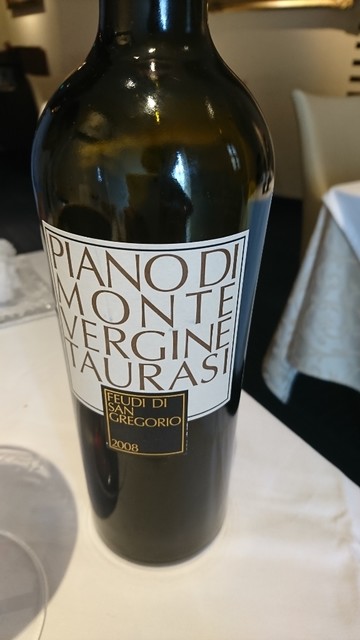 PIANO DI
MONTE
VERGINE
TAURASI
FEUDI DI
SAN
GREGORIO
2008